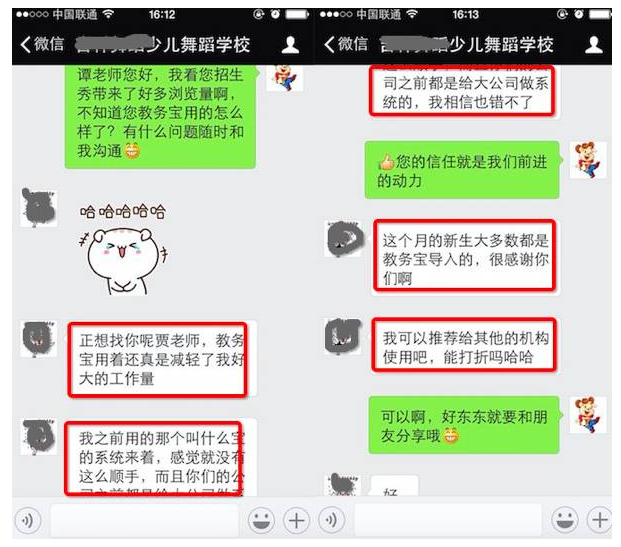 中国联通
16:12
微信
少儿舞蹈学校
谭老师您好，我看您招生
秀带来了好多浏览量啊，
不知道您教务宝用的怎么
样了？有什么问题随时和
我沟通
哈哈哈哈哈
正想找你呢贾老师，教务
宝用着还真是减轻了我好
大的工作量
我之前用的那个叫什么宝
的系统来着，感觉就没有
这么顺手，而且你们的公
中国联通
16:13
微信
少儿舞蹈学校
司之前都是给大公司做系
统的，我相信也错不了
您的信任就是我们前进
的动力
这个月的新生大多数都是
教务宝导入的，很感谢你
们啊
我可以推荐给其他的机构
使用吧，能打折吗哈哈
可以啊，好东东就要和朋
友分享哦
好